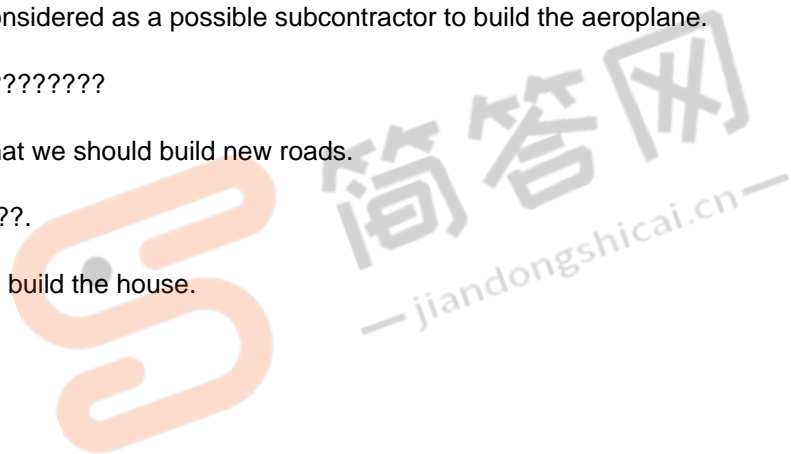 onsidered as a possible subcontractor to build the aeroplane.
????????
hat we should build new roads.
??.
build the house.
简答网
jiandongshicai.cn